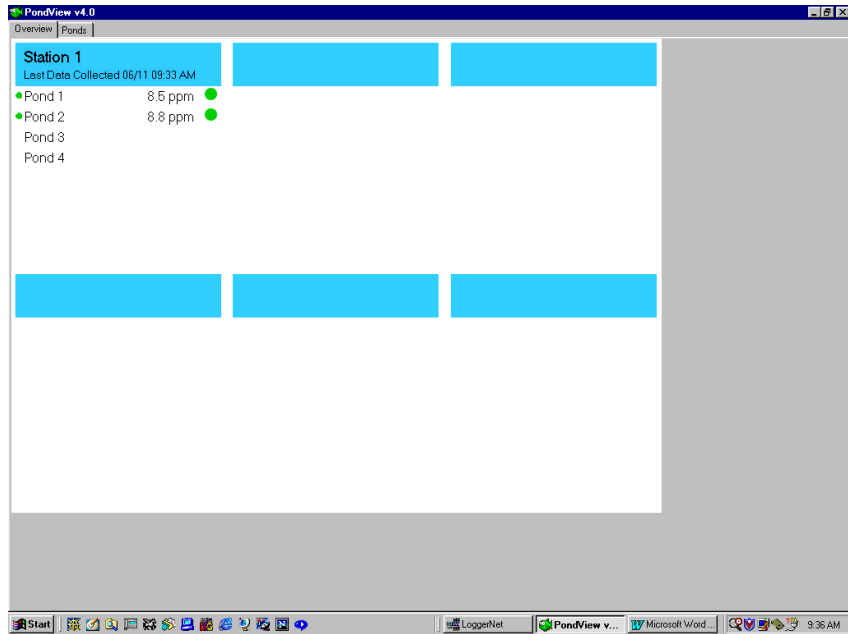 PondView v4.0
Overview Ponds
Station 1
Last Data Collected 06/11 09:33 AM
Pond 1 8.5 ppm
Pond 2 8.8 ppm
Pond 3
Pond 4
Start LoggerNet PondView v... Microsoft Word ... 9:36 AM